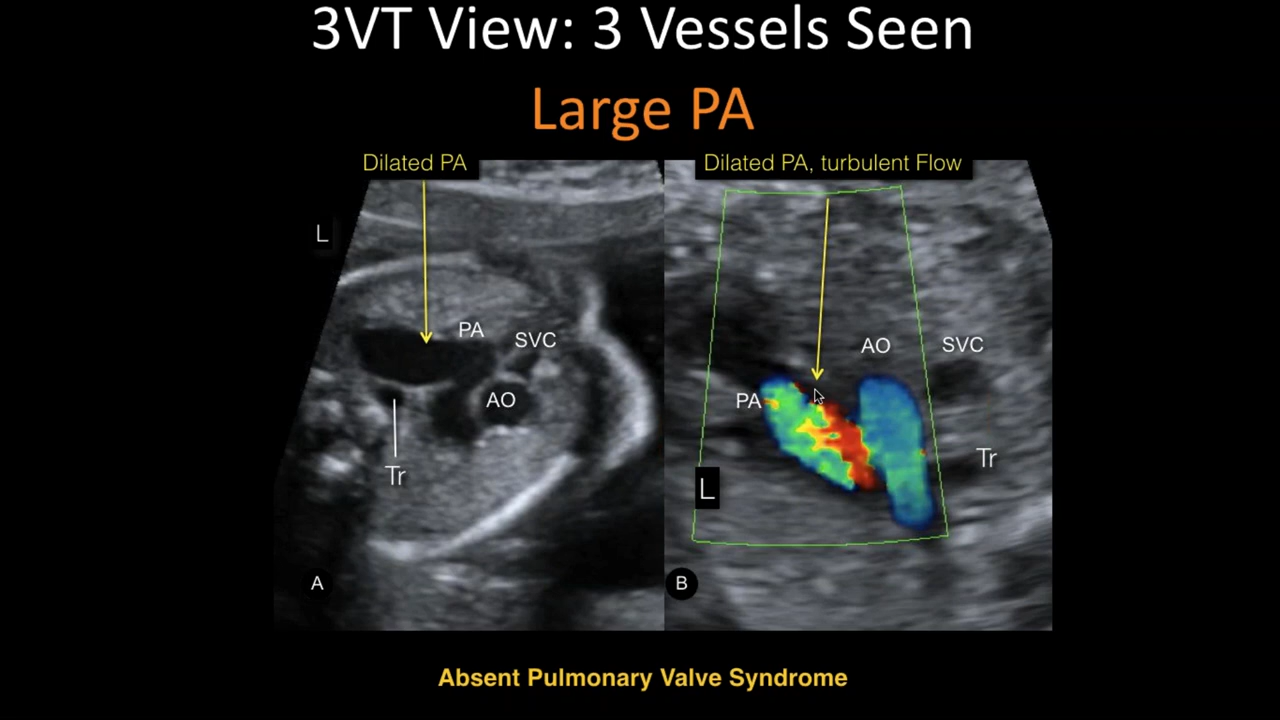 3VT View: 3 Vessels Seen
Large PA
Dilated PA
L
PA
SVC
AO
Tr
A
Dilated PA, turbulent Flow
AO
SVC
PA
Tr
L
B
Absent Pulmonary Valve Syndrome